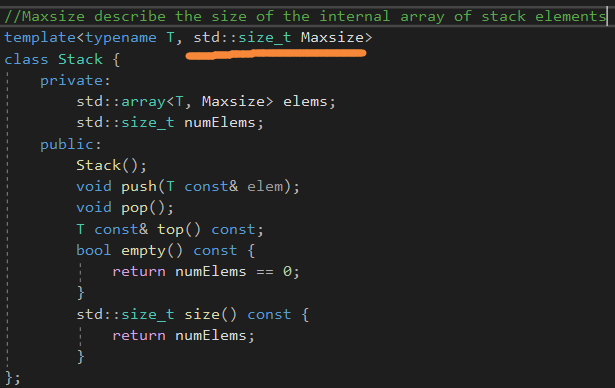 //Maxsize describe the size of the internal array of stack elements
template<typename T, std::size_t Maxsize>
class Stack {
    private:
        std::array<T, Maxsize> elems;
        std::size_t numElems;
    public:
        Stack();
        void push(T const& elem);
        void pop();
        T const& top() const;
        bool empty() const {
            return numElems == 0;
        }
        std::size_t size() const {
            return numElems;
        }
};